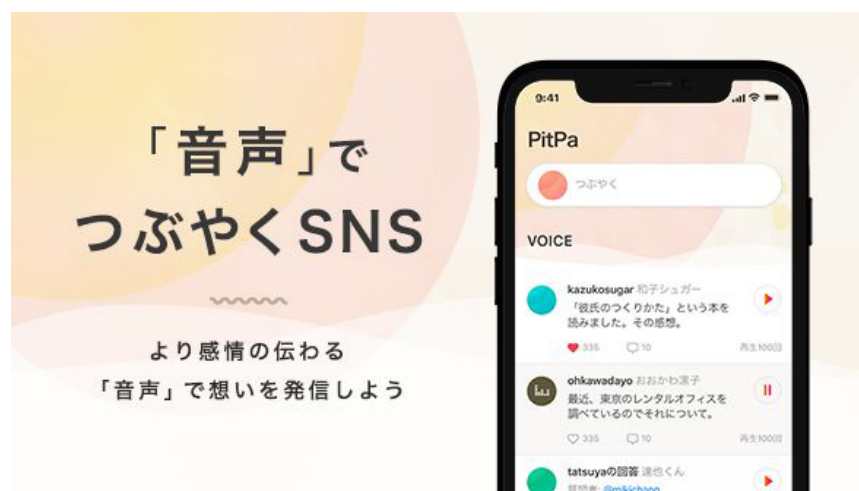 「音声」で
つぶやくSNS
より感情の伝わる
「音声」で想いを発信しよう
9:41
PitPa
つぶやく
VOICE
kazukosugar 和子シュガー
「彼氏のつくりかた」という本を
読みました。その感想。
335 10 再生100回
ohkawadayo おおかわ凛子
最近、東京のレンタルオフィスを
調べているのでそれについて。
335 10 再生100回
tatsuyaの回答 達也くん
@mikichang